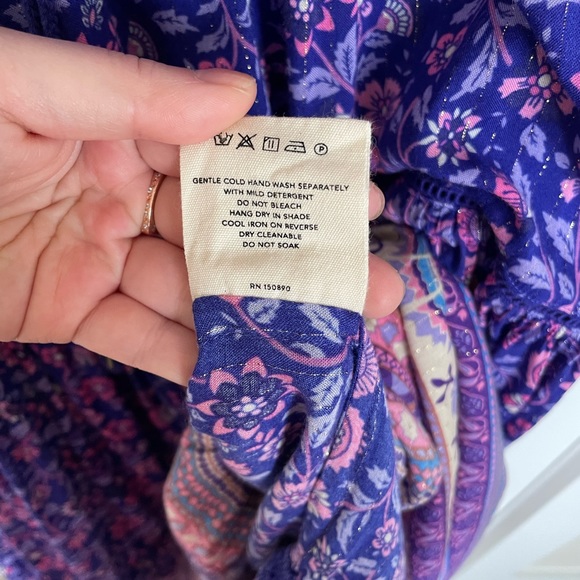 P
GENTLE COLD HAND WASH SEPARATELY
WITH MILD DETERGENT
DO NOT BLEACH
HANG DRY IN SHADE
COOL IRON ON REVERSE
DRY CLEANABLE
DO NOT SOAK
RN 150890